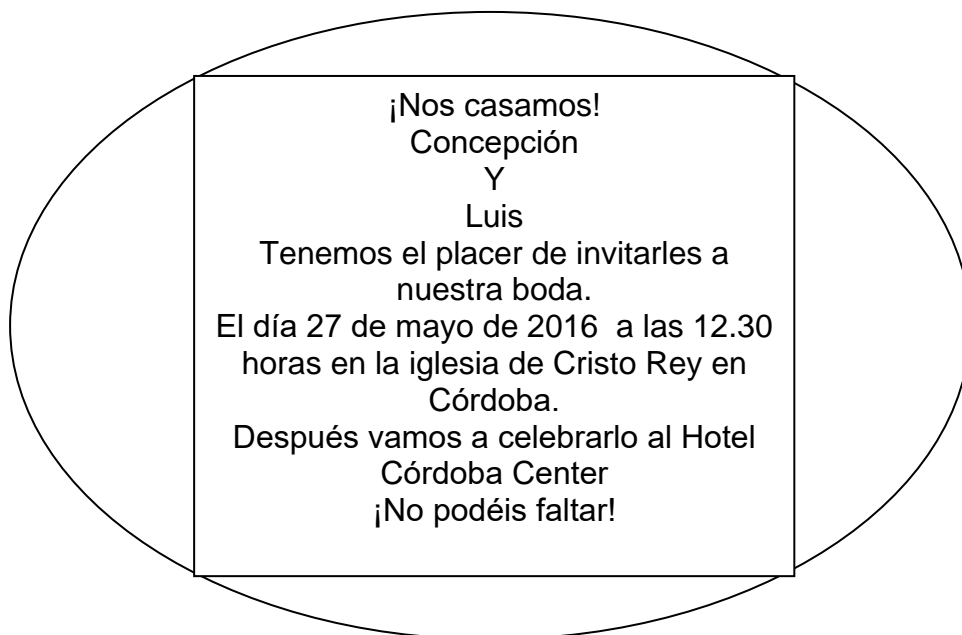 ¡Nos casamos!
Concepción
Y
Luis
Tenemos el placer de invitarles a
nuestra boda.
El día 27 de mayo de 2016  a las 12.30
horas en la iglesia de Cristo Rey en
Córdoba.
Después vamos a celebrarlo al Hotel
Córdoba Center
¡No podéis faltar!